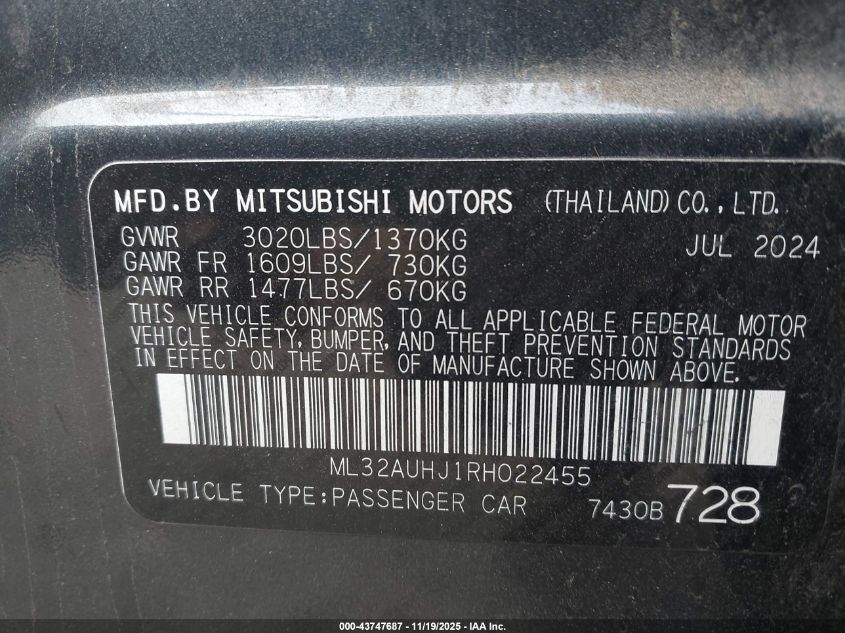 MFD.BY MITSUBISHI MOTORS (THAILAND) CO., LTD.
GVWR 3020LBS/1370KG JUL 2024
GAWR FR 1609LBS/ 730KG
GAWR RR 1477LBS/ 670KG
THIS VEHICLE CONFORMS TO ALL APPLICABLE FEDERAL MOTOR
VEHICLE SAFETY, BUMPER, AND THEFT PREVENTION STANDARDS
IN EFFECT ON THE DATE OF MANUFACTURE SHOWN ABOVE.
ML32AUHJ1RH022455
VEHICLE TYPE:PASSENGER CAR 7430B 728
000-43747687 - 11/19/2025 - IAA Inc.